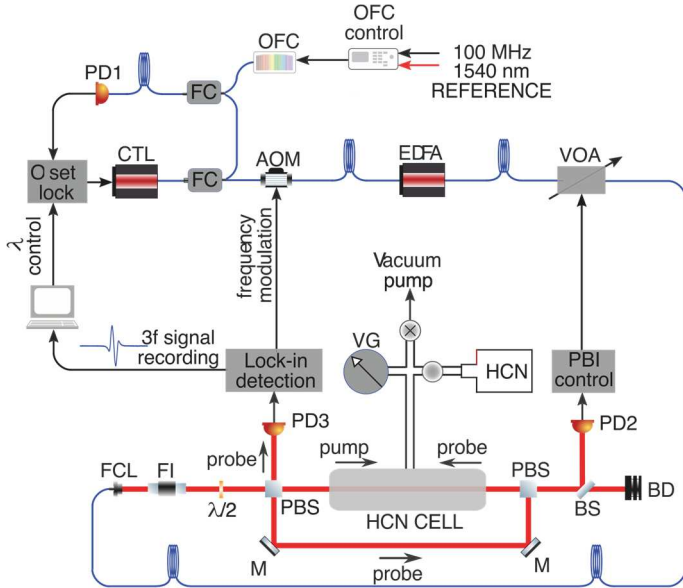 OFC
control
OFC
100 MHz
1540 nm
REFERENCE
PD1
FC
CTL
AOM
EDFA
VOA
O set
lock
FC
λ
control
frequency
modulation
Vacuum
pump
3f signal
recording
Lock-in
detection
VG
HCN
PBI
control
PD3
PD2
probe
pump
probe
PBS
FCL
FI
λ/2
PBS
HCN CELL
BS
BD
M
probe
M